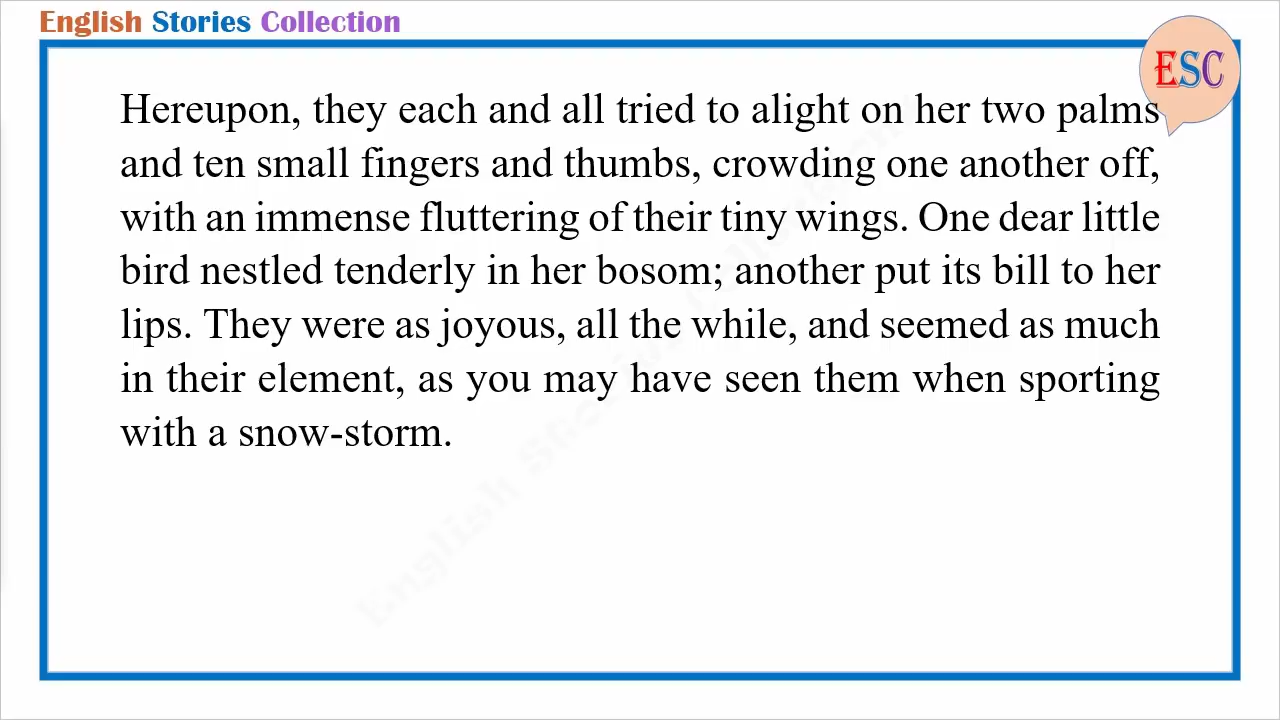 English Stories Collection
ESC
Hereupon, they each and all tried to alight on her two palms
and ten small fingers and thumbs, crowding one another off,
with an immense fluttering of their tiny wings. One dear little
bird nestled tenderly in her bosom; another put its bill to her
lips. They were as joyous, all the while, and seemed as much
in their element, as you may have seen them when sporting
with a snow-storm.
English Stories Collection